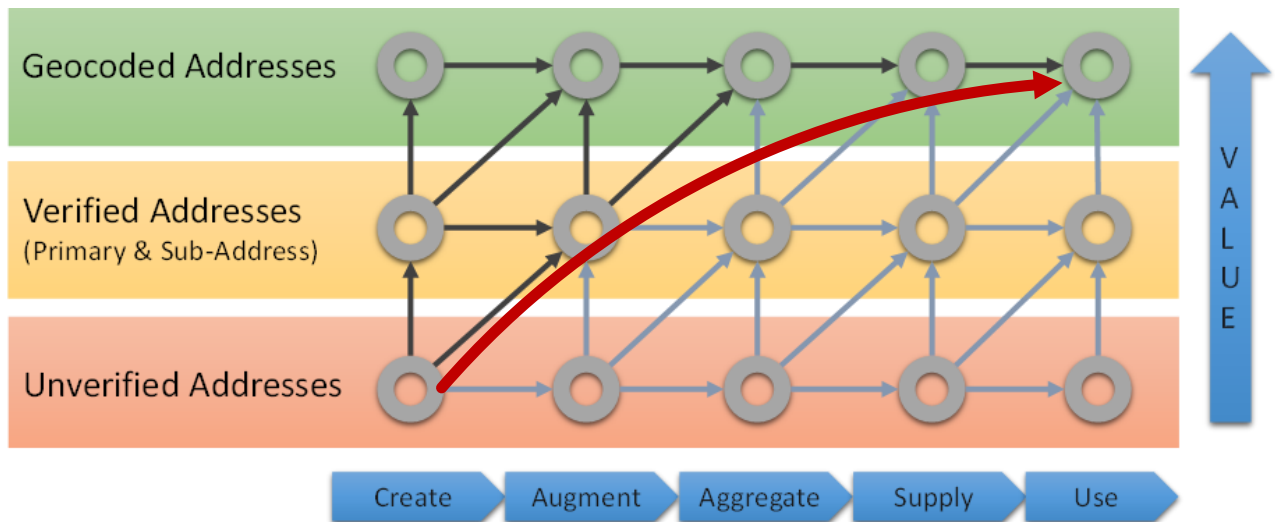 Geocoded Addresses
Verified Addresses
(Primary & Sub-Address)
Unverified Addresses
V
A
L
U
E
Create
Augment
Aggregate
Supply
Use